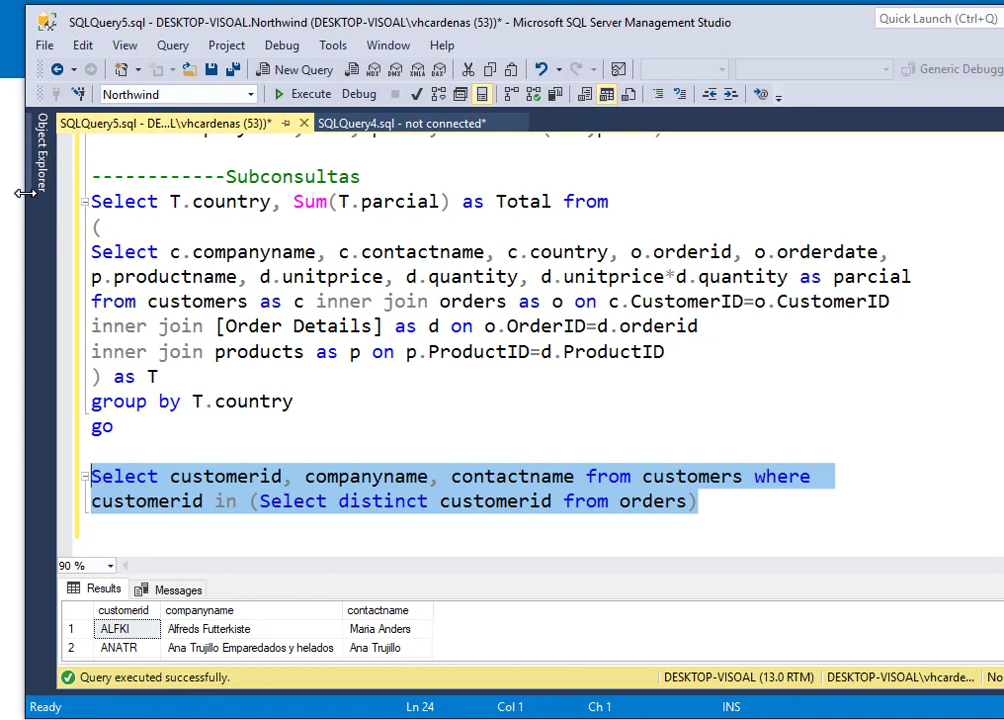 SQLQuery5.sql - DESKTOP-VISOAL.Northwind (DESKTOP-VISOAL\vhcardenas (53))* - Microsoft SQL Server Management Studio
Quick Launch (Ctrl+Q)
File Edit View Query Project Debug Tools Window Help
New Query
Generic Debugg
Northwind
Execute Debug
Object Explorer
SQLQuery5.sql - DE...L\vhcardenas (53))*
SQLQuery4.sql - not connected*
------------Subconsultas
Select T.country, Sum(T.parcial) as Total from
(
Select c.companyname, c.contactname, c.country, o.orderid, o.orderdate,
p.productname, d.unitprice, d.quantity, d.unitprice*d.quantity as parcial
from customers as c inner join orders as o on c.CustomerID=o.CustomerID
inner join [Order Details] as d on o.OrderID=d.orderid
inner join products as p on p.ProductID=d.ProductID
) as T
group by T.country
go
Select customerid, companyname, contactname from customers where
customerid in (Select distinct customerid from orders)
90 %
Results Messages
customerid companyname contactname
1 ALFKI Alfreds Futterkiste Maria Anders
2 ANATR Ana Trujillo Emparedados y helados Ana Trujillo
Query executed successfully.
DESKTOP-VISOAL (13.0 RTM) DESKTOP-VISOAL\vhcarde... No
Ready Ln 24 Col 1 Ch 1 INS